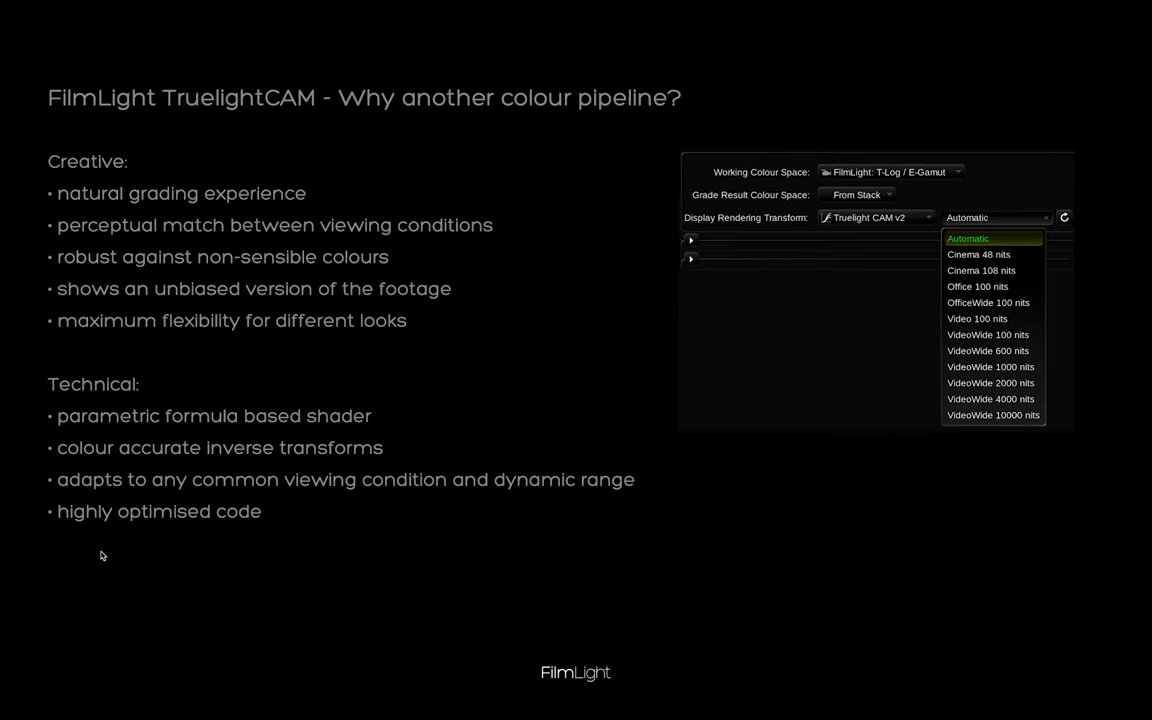 FilmLight TruelightCAM - Why another colour pipeline?
Creative:
• natural grading experience
• perceptual match between viewing conditions
• robust against non-sensible colours
• shows an unbiased version of the footage
• maximum flexibility for different looks
Technical:
• parametric formula based shader
• colour accurate inverse transforms
• adapts to any common viewing condition and dynamic range
• highly optimised code
Working Colour Space: FilmLight: T-Log / E-Gamut
Grade Result Colour Space: From Stack
Display Rendering Transform: Truelight CAM v2 Automatic
Automatic
Cinema 48 nits
Cinema 108 nits
Office 100 nits
OfficeWide 100 nits
Video 100 nits
VideoWide 100 nits
VideoWide 600 nits
VideoWide 1000 nits
VideoWide 2000 nits
VideoWide 4000 nits
VideoWide 10000 nits
FilmLight